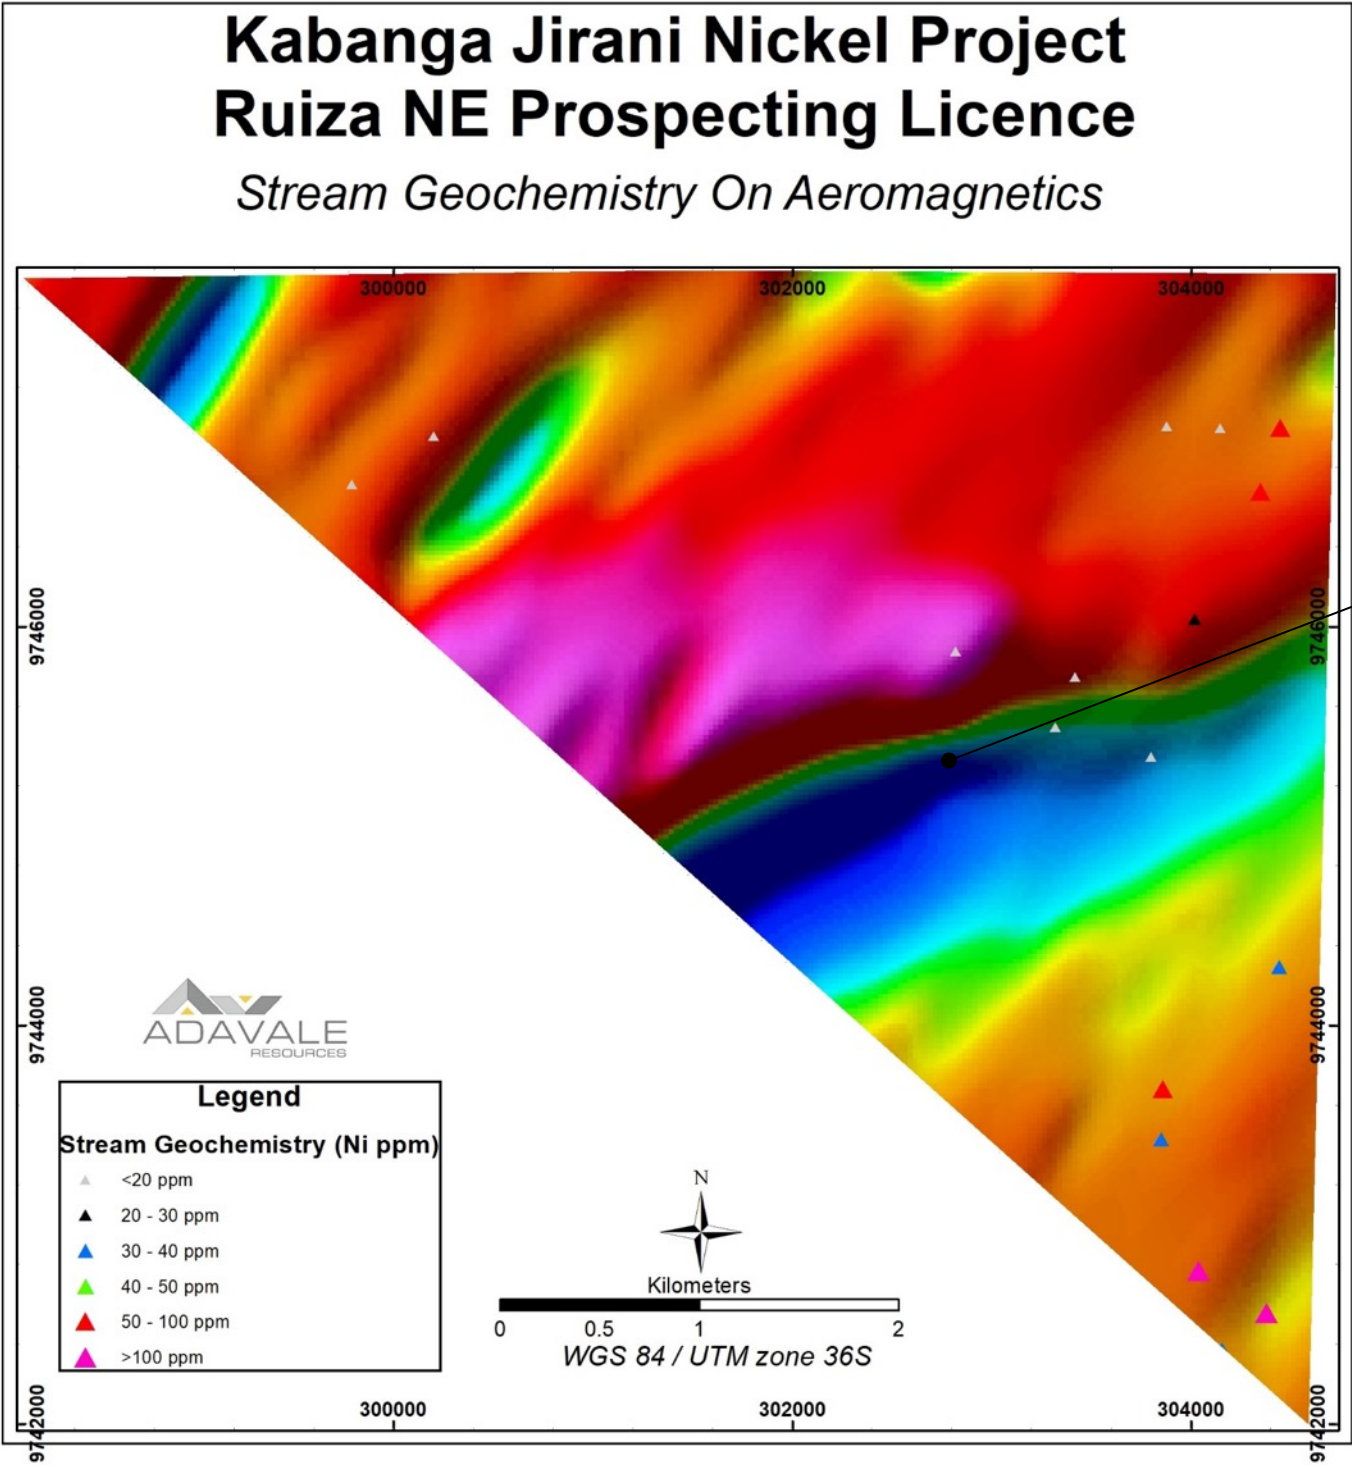 Kabanga Jirani Nickel Project
Ruiza NE Prospecting Licence
Stream Geochemistry On Aeromagnetics
300000
302000
304000
9746000
9746000
9744000
9744000
ADAVALE
RESOURCES
Legend
Stream Geochemistry (Ni ppm)
<20 ppm
20 - 30 ppm
30 - 40 ppm
40 - 50 ppm
50 - 100 ppm
>100 ppm
N
Kilometers
0 0.5 1 2
WGS 84 / UTM zone 36S
300000
302000
304000
9742000
9742000